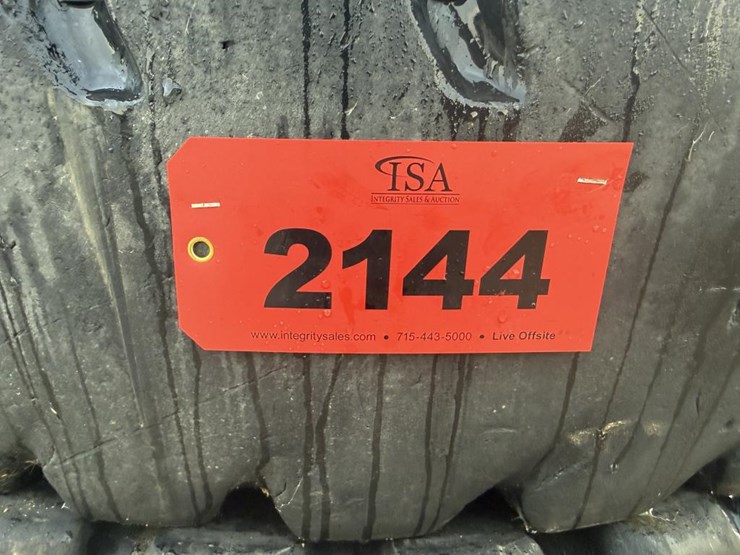 ISA
INTEGRITY SALES & AUCTION
2144
www.integritysales.com • 715-443-5000 • Live Offsite